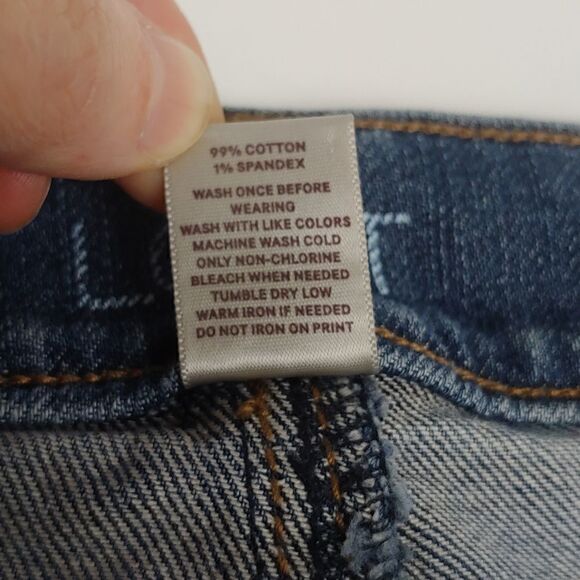 99% COTTON
1% SPANDEX
WASH ONCE BEFORE
WEARING
WASH WITH LIKE COLORS
MACHINE WASH COLD
ONLY NON-CHLORINE
BLEACH WHEN NEEDED
TUMBLE DRY LOW
WARM IRON IF NEEDED
DO NOT IRON ON PRINT